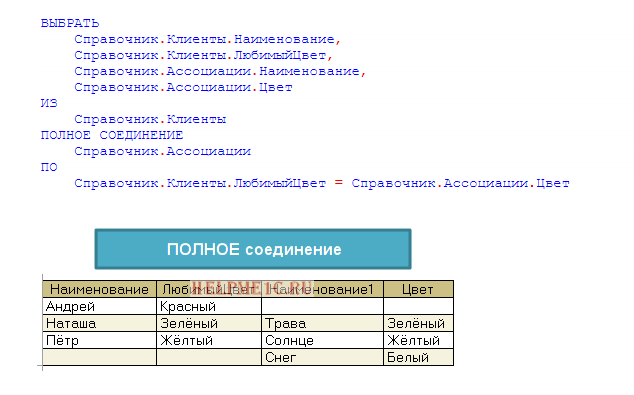 ВЫБРАТЬ
Справочник.Клиенты.Наименование,
Справочник.Клиенты.ЛюбимыйЦвет,
Справочник.Ассоциации.Наименование,
Справочник.Ассоциации.Цвет
ИЗ
Справочник.Клиенты
ПОЛНОЕ СОЕДИНЕНИЕ
Справочник.Ассоциации
ПО
Справочник.Клиенты.ЛюбимыйЦвет = Справочник.Ассоциации.Цвет
ПОЛНОЕ соединение
Наименование ЛюбимыйЦвет Наименование1 Цвет
HELPME1C.RU
Андрей Красный
Наташа Зелёный Трава Зелёный
Пётр Жёлтый Солнце Жёлтый
Снег Белый